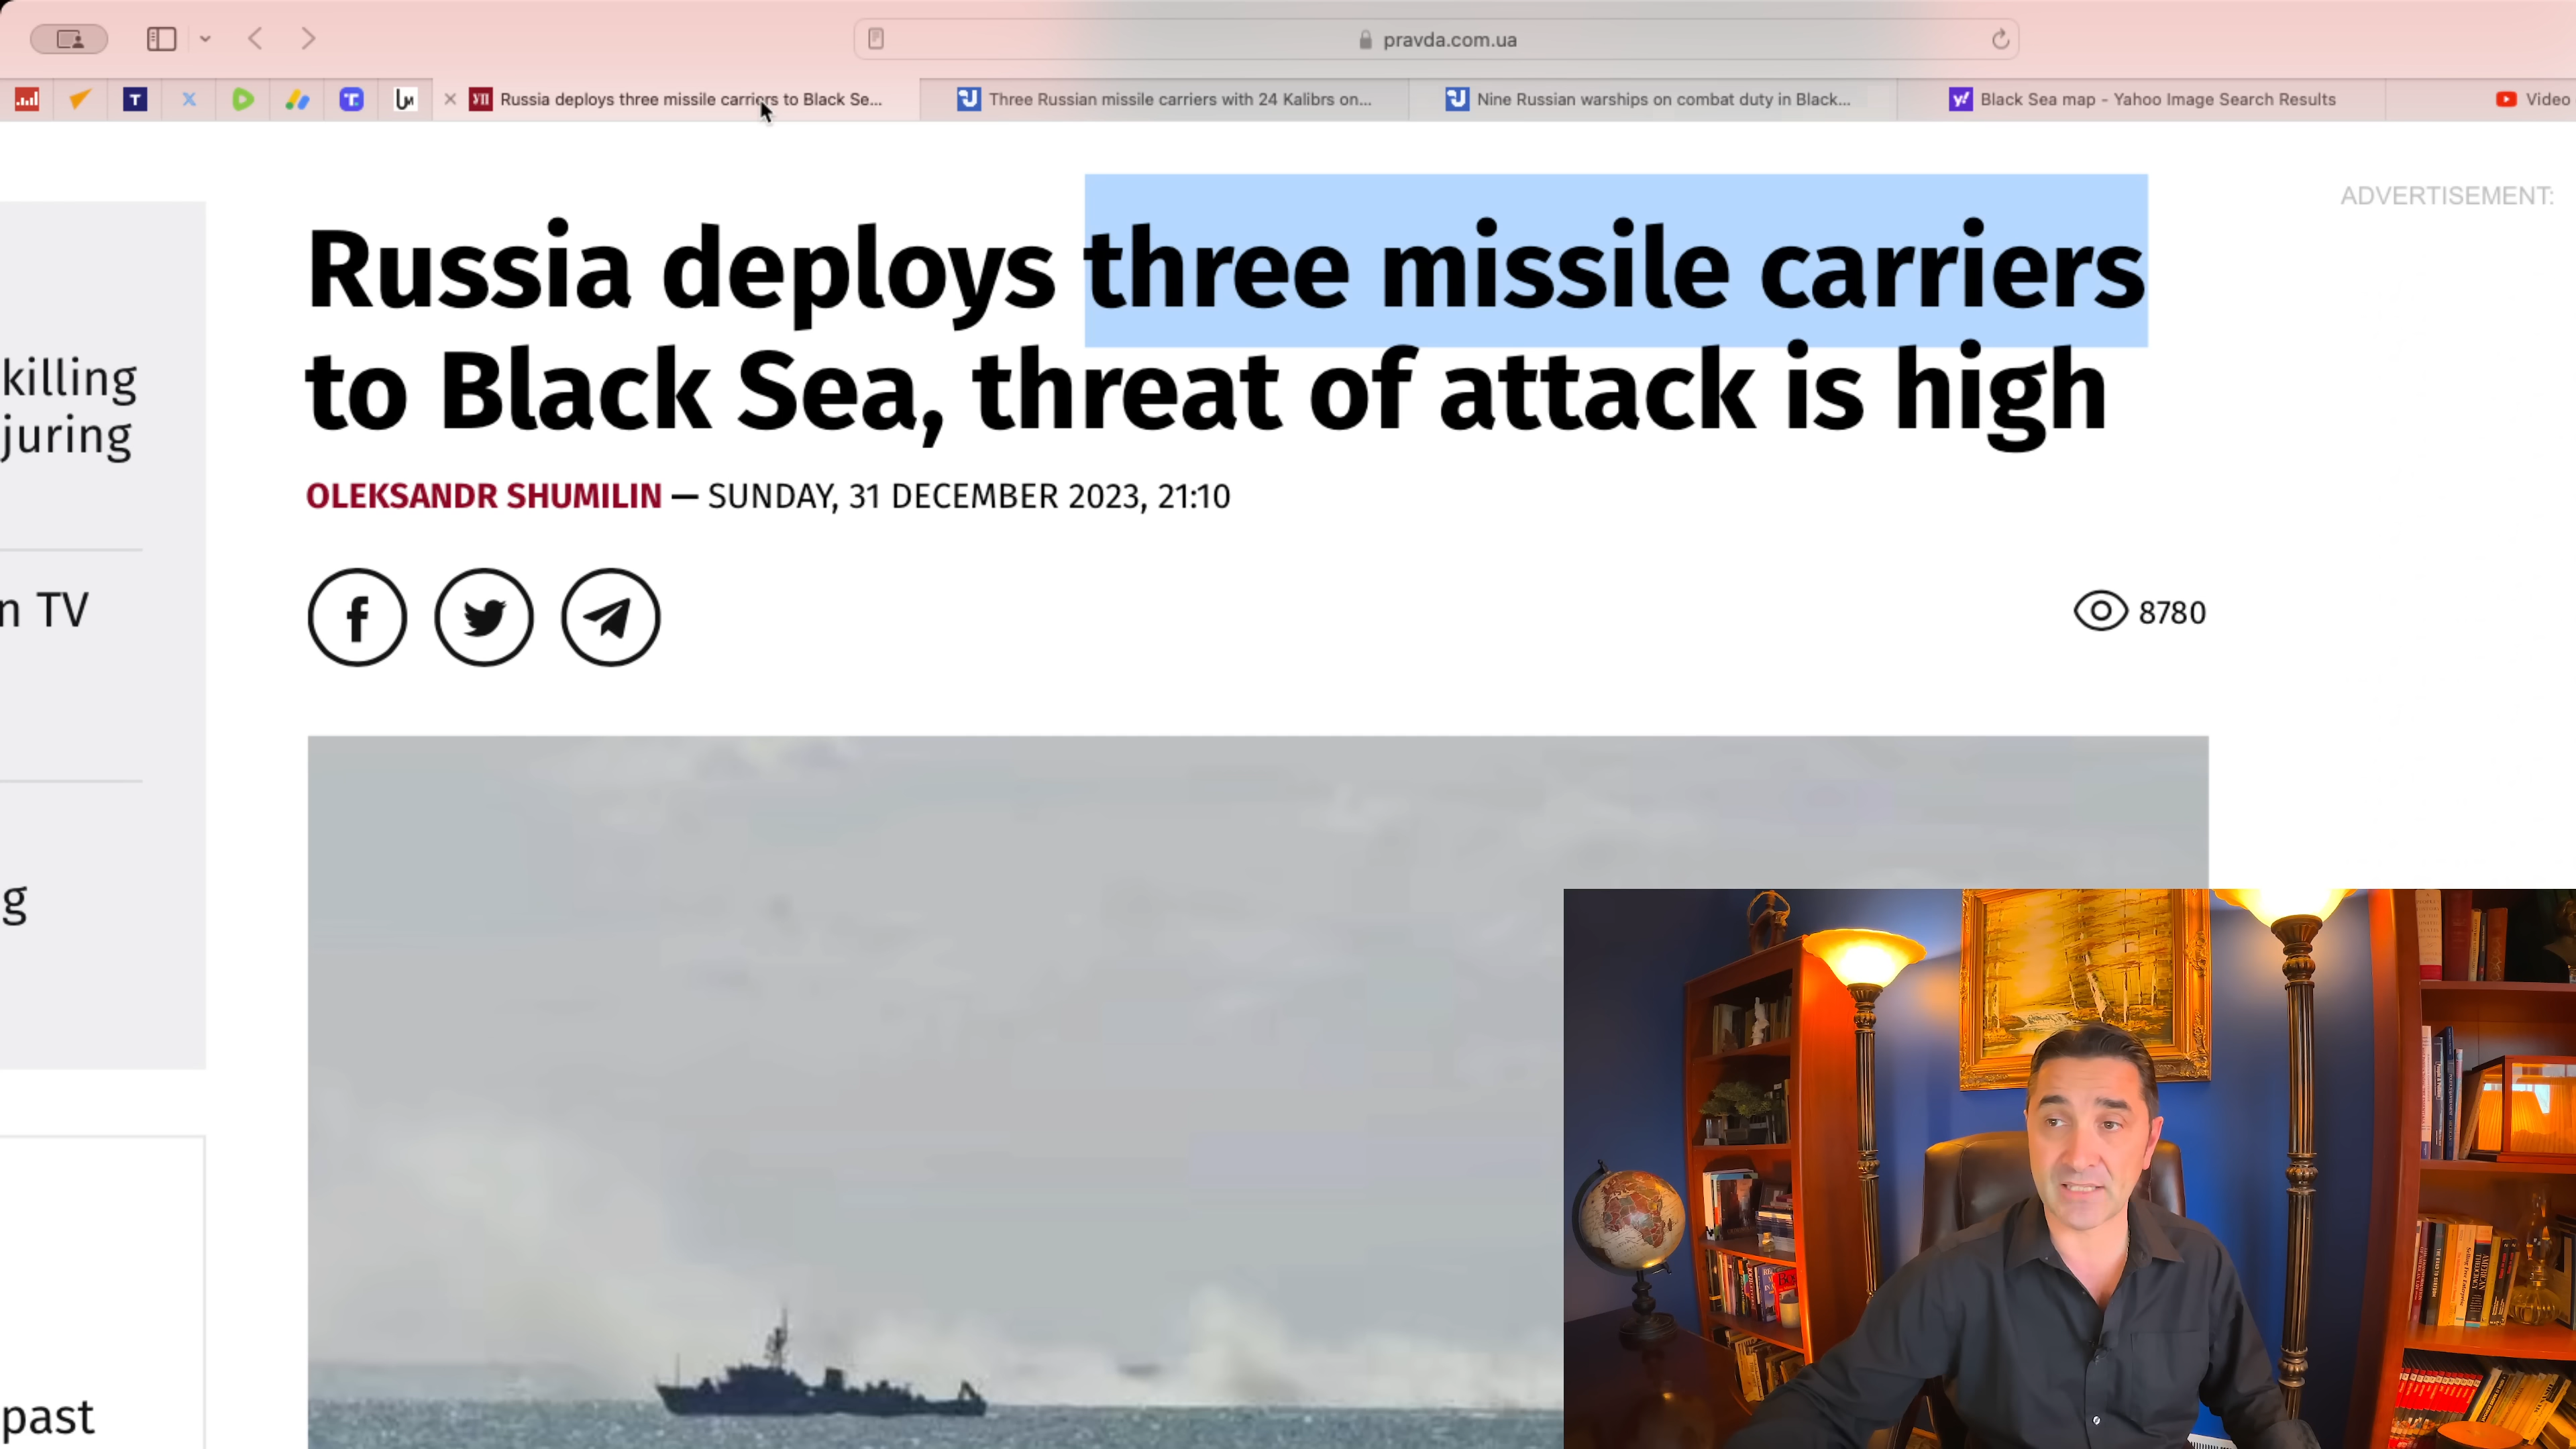 pravda.com.ua
Russia deploys three missile carriers to Black Se...
Three Russian missile carriers with 24 Kalibrs on...
Nine Russian warships on combat duty in Black...
Black Sea map - Yahoo Image Search Results
Video
ADVERTISEMENT:
Russia deploys three missile carriers
to Black Sea, threat of attack is high
OLEKSANDR SHUMILIN — SUNDAY, 31 DECEMBER 2023, 21:10
8780
killing
juring
n TV
g
past